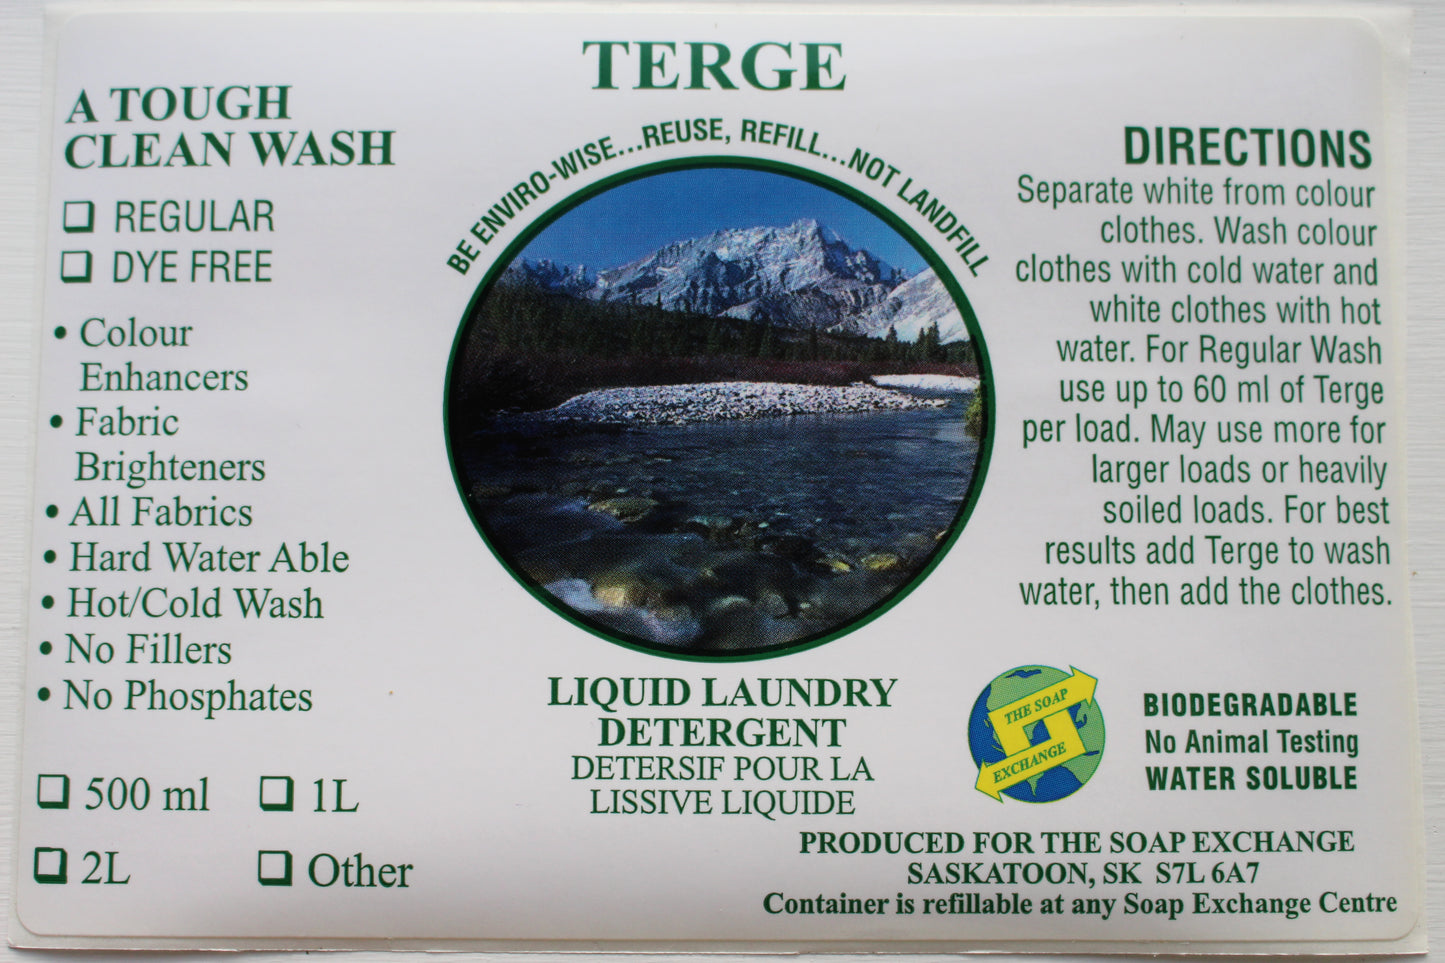 TERGE
BE ENVIRO-WISE...REUSE, REFILL...NOT LANDFILL
A TOUGH
CLEAN WASH
REGULAR
DYE FREE
• Colour
Enhancers
• Fabric
Brighteners
• All Fabrics
• Hard Water Able
• Hot/Cold Wash
• No Fillers
• No Phosphates
500 ml 1L
2L Other
LIQUID LAUNDRY
DETERGENT
DETERSIF POUR LA
LISSIVE LIQUIDE
DIRECTIONS
Separate white from colour
clothes. Wash colour
clothes with cold water and
white clothes with hot
water. For Regular Wash
use up to 60 ml of Terge
per load. May use more for
larger loads or heavily
soiled loads. For best
results add Terge to wash
water, then add the clothes.
THE SOAP
EXCHANGE
BIODEGRADABLE
No Animal Testing
WATER SOLUBLE
PRODUCED FOR THE SOAP EXCHANGE
SASKATOON, SK S7L 6A7
Container is refillable at any Soap Exchange Centre